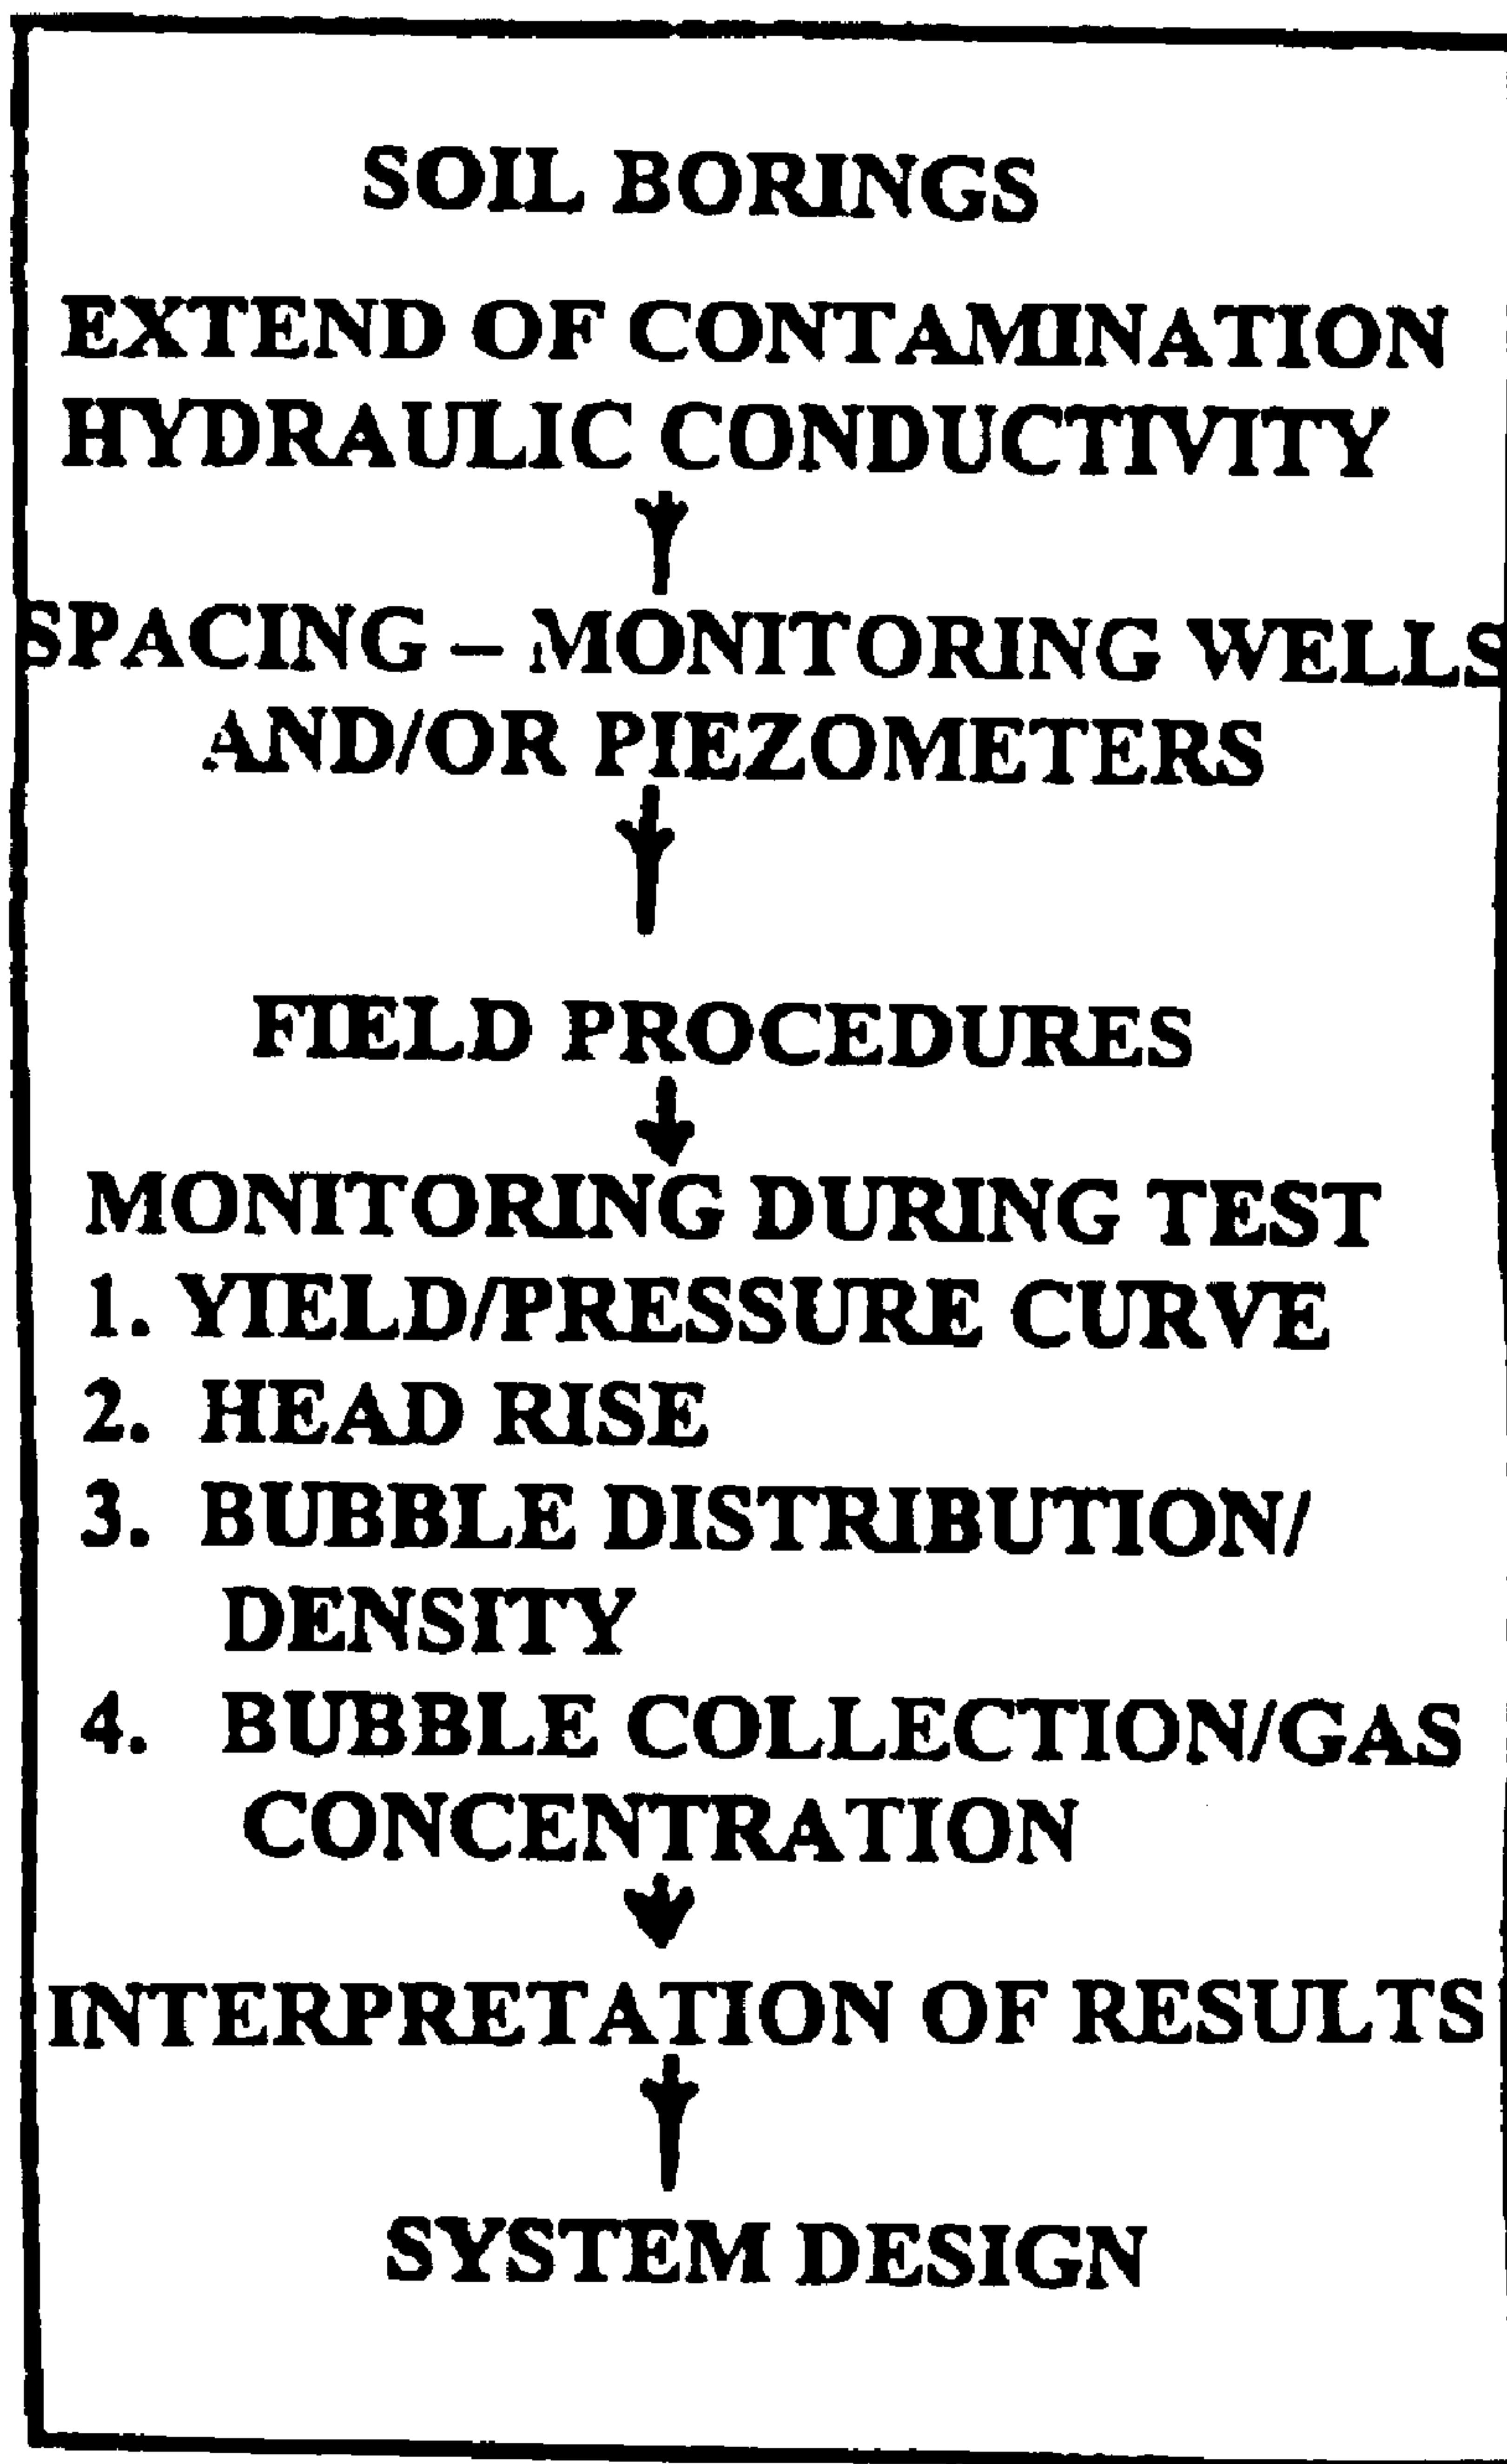 SOIL BORINGS
EXTEND OF CONTAMINATION
HYDRAULIC CONDUCTIVITY
SPACING – MONITORING WELLS
AND/OR PIEZOMETERS
FIELD PROCEDURES
MONITORING DURING TEST
1. YIELD/PRESSURE CURVE
2. HEAD RISE
3. BUBBLE DISTRIBUTION/
DENSITY
4. BUBBLE COLLECTION/GAS
CONCENTRATION
INTERPRETATION OF RESULTS
SYSTEM DESIGN